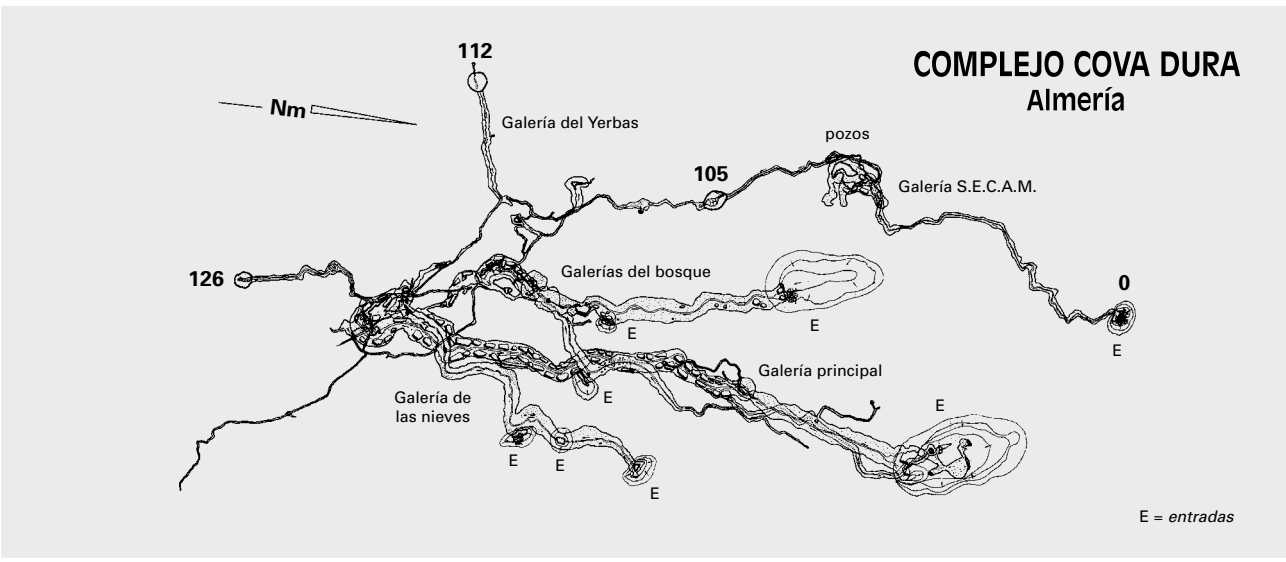 112
COMPLEJO COVA DURA
Almería
Nm
Galería del Yerbas
pozos
105
Galería S.E.C.A.M.
126
Galerías del bosque
0
E
E
E
Galería principal
Galería de
las nieves
E
E
E
E
E
E = entradas